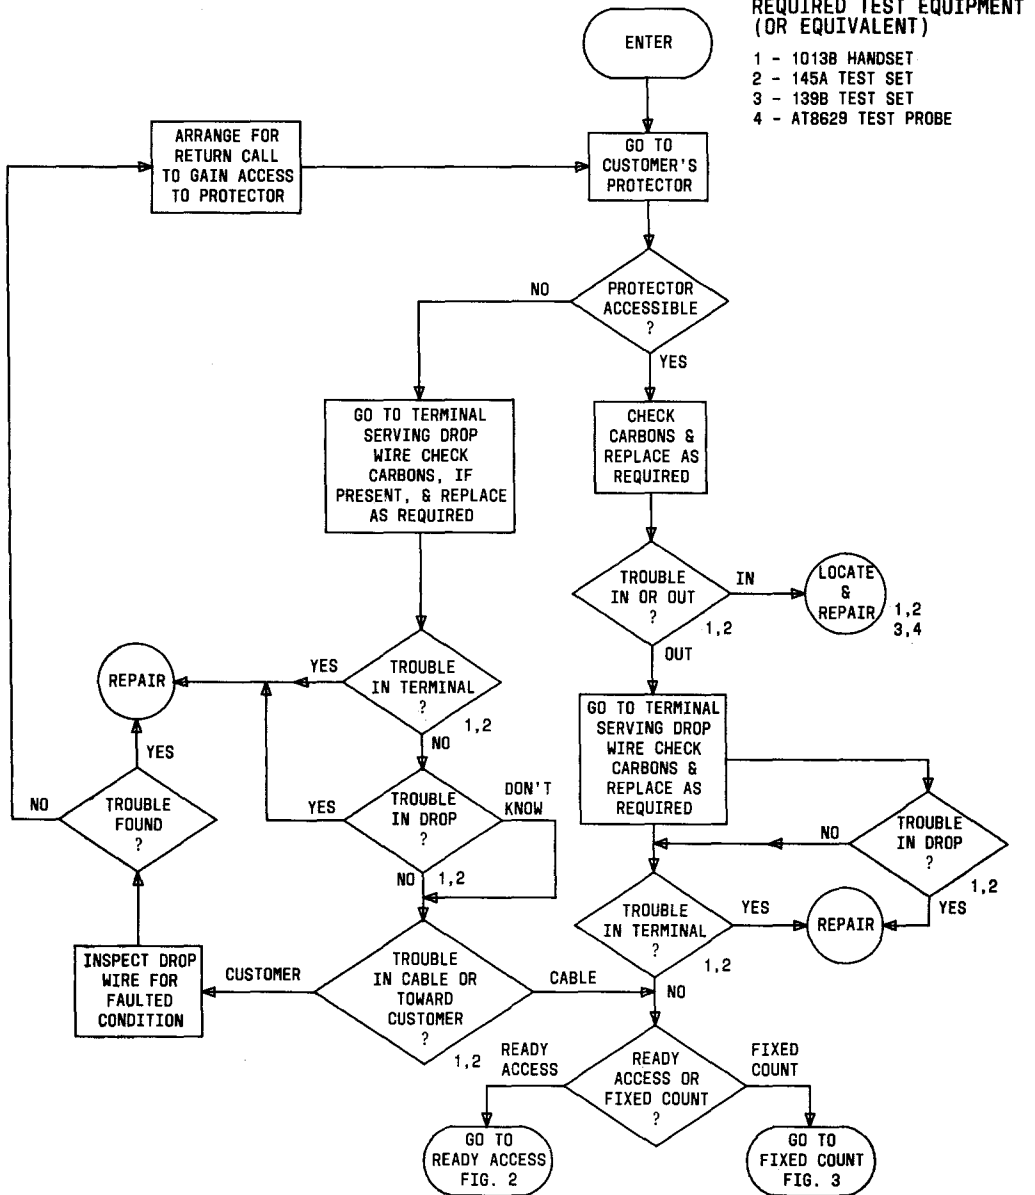 REQUIRED TEST EQUIPMENT
(OR EQUIVALENT)
1 - 1013B HANDSET
2 - 145A TEST SET
3 - 139B TEST SET
4 - AT8629 TEST PROBE
ENTER
ARRANGE FOR
RETURN CALL
TO GAIN ACCESS
TO PROTECTOR
GO TO
CUSTOMER'S
PROTECTOR
PROTECTOR
ACCESSIBLE
?
NO
YES
GO TO TERMINAL
SERVING DROP
WIRE CHECK
CARBONS, IF
PRESENT, & REPLACE
AS REQUIRED
CHECK
CARBONS &
REPLACE AS
REQUIRED
TROUBLE
IN OR OUT
?
1,2
IN
LOCATE
&
REPAIR
1,2
3,4
OUT
REPAIR
YES
TROUBLE
IN TERMINAL
?
1,2
NO
GO TO TERMINAL
SERVING DROP
WIRE CHECK
CARBONS &
REPLACE AS
REQUIRED
YES
NO
TROUBLE
FOUND
?
YES
TROUBLE
IN DROP
?
DON'T
KNOW
NO
1,2
NO
TROUBLE
IN DROP
?
1,2
YES
TROUBLE
IN TERMINAL
?
1,2
YES
REPAIR
NO
INSPECT DROP
WIRE FOR
FAULTED
CONDITION
CUSTOMER
TROUBLE
IN CABLE OR
TOWARD
CUSTOMER
?
1,2
CABLE
READY
ACCESS
READY
ACCESS OR
FIXED COUNT
?
FIXED
COUNT
GO TO
READY ACCESS
FIG. 2
GO TO
FIXED COUNT
FIG. 3